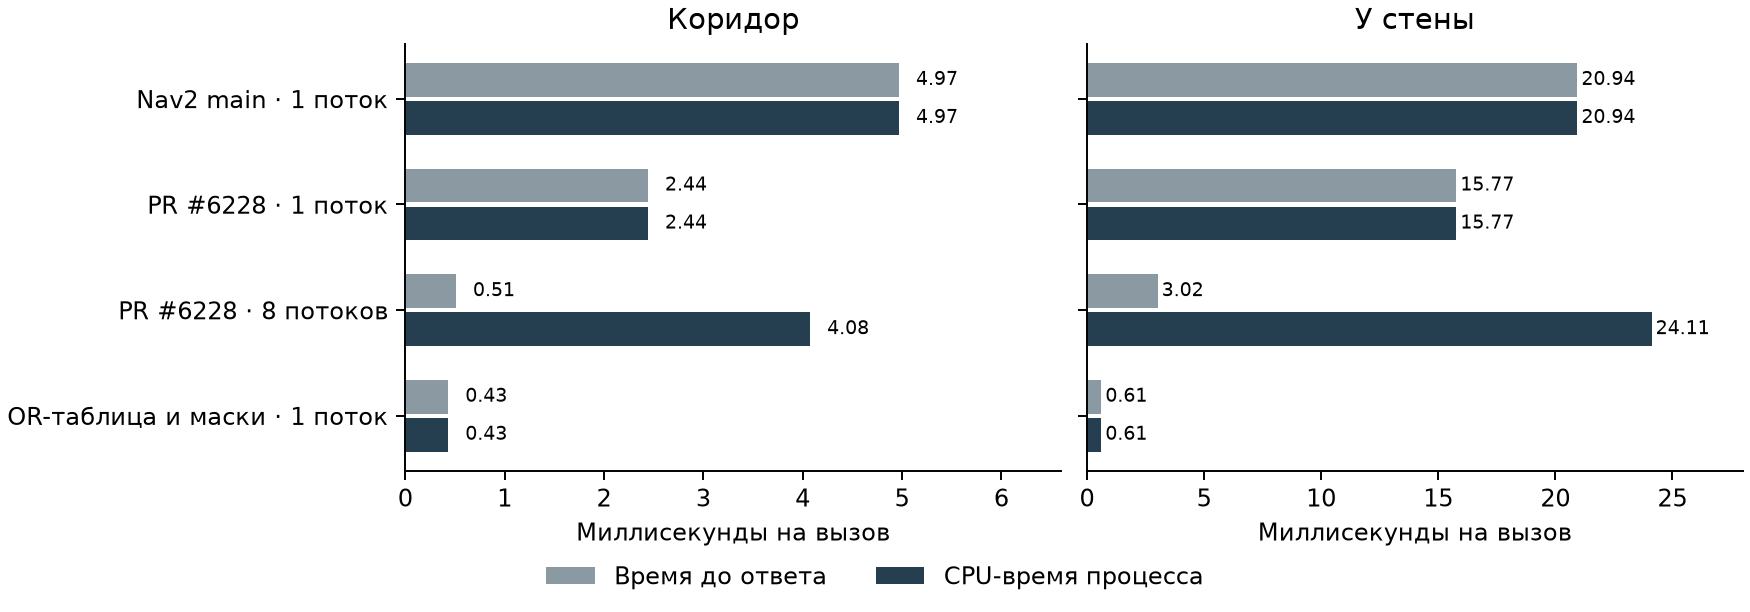 Коридор
У стены
Nav2 main · 1 поток
PR #6228 · 1 поток
PR #6228 · 8 потоков
OR-таблица и маски · 1 поток
4.97
4.97
2.44
2.44
0.51
4.08
0.43
0.43
0 1 2 3 4 5 6
Миллисекунды на вызов
20.94
20.94
15.77
15.77
3.02
24.11
0.61
0.61
0 5 10 15 20 25
Миллисекунды на вызов
Время до ответа
CPU-время процесса